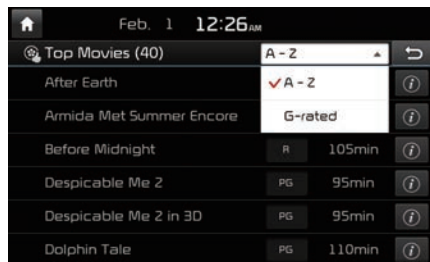 Feb. 1 12:26AM
Top Movies (40) A - Z
After Earth A - Z
Armida Met Summer Encore G-rated
Before Midnight R 105min
Despicable Me 2 PG 95min
Despicable Me 2 in 3D PG 95min
Dolphin Tale PG 110min